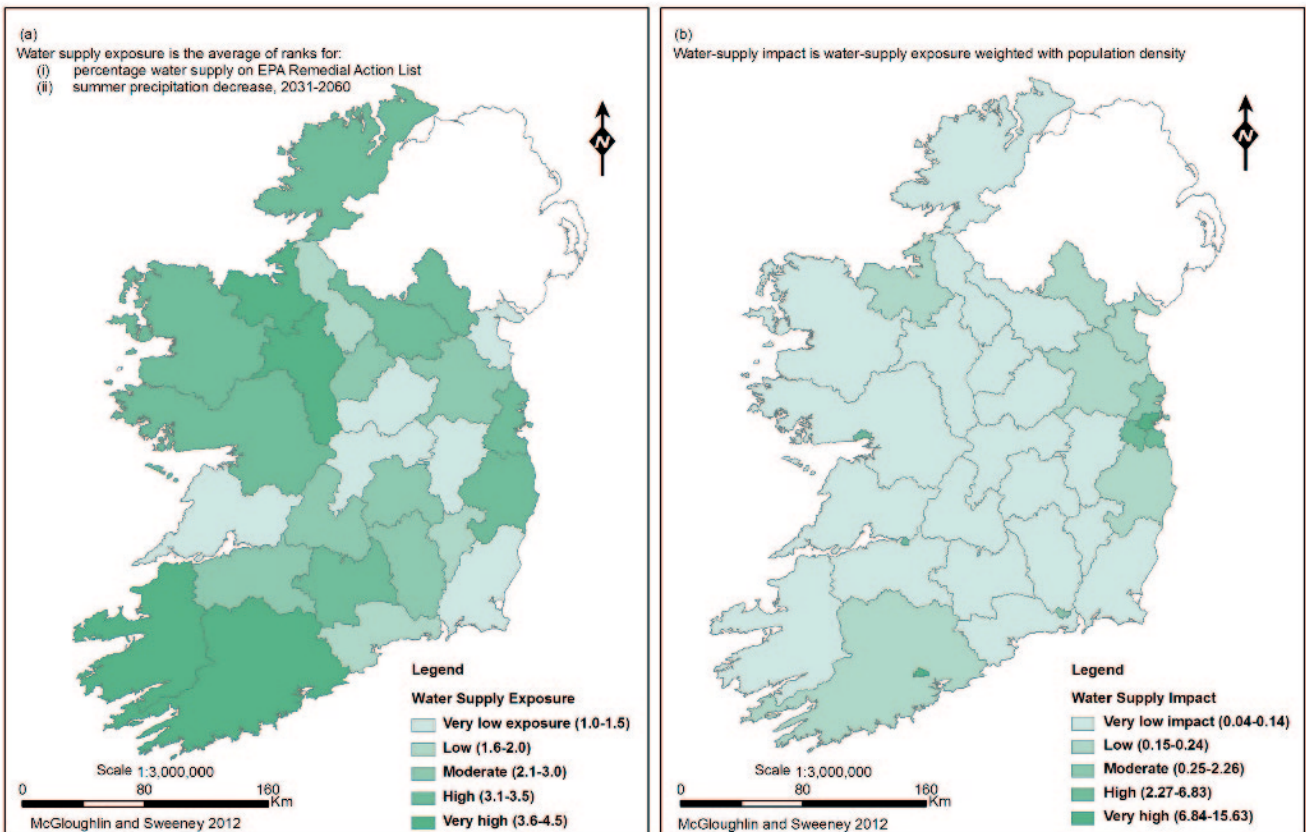 (a)
Water supply exposure is the average of ranks for:
(i) percentage water supply on EPA Remedial Action List
(ii) summer precipitation decrease, 2031-2060
N
Legend
Water Supply Exposure
Very low exposure (1.0-1.5)
Low (1.6-2.0)
Moderate (2.1-3.0)
High (3.1-3.5)
Very high (3.6-4.5)
Scale 1:3,000,000
0 80 160
Km
McGloughlin and Sweeney 2012
(b)
Water-supply impact is water-supply exposure weighted with population density
N
Legend
Water Supply Impact
Very low impact (0.04-0.14)
Low (0.15-0.24)
Moderate (0.25-2.26)
High (2.27-6.83)
Very high (6.84-15.63)
Scale 1:3,000,000
0 80 160
Km
McGloughlin and Sweeney 2012